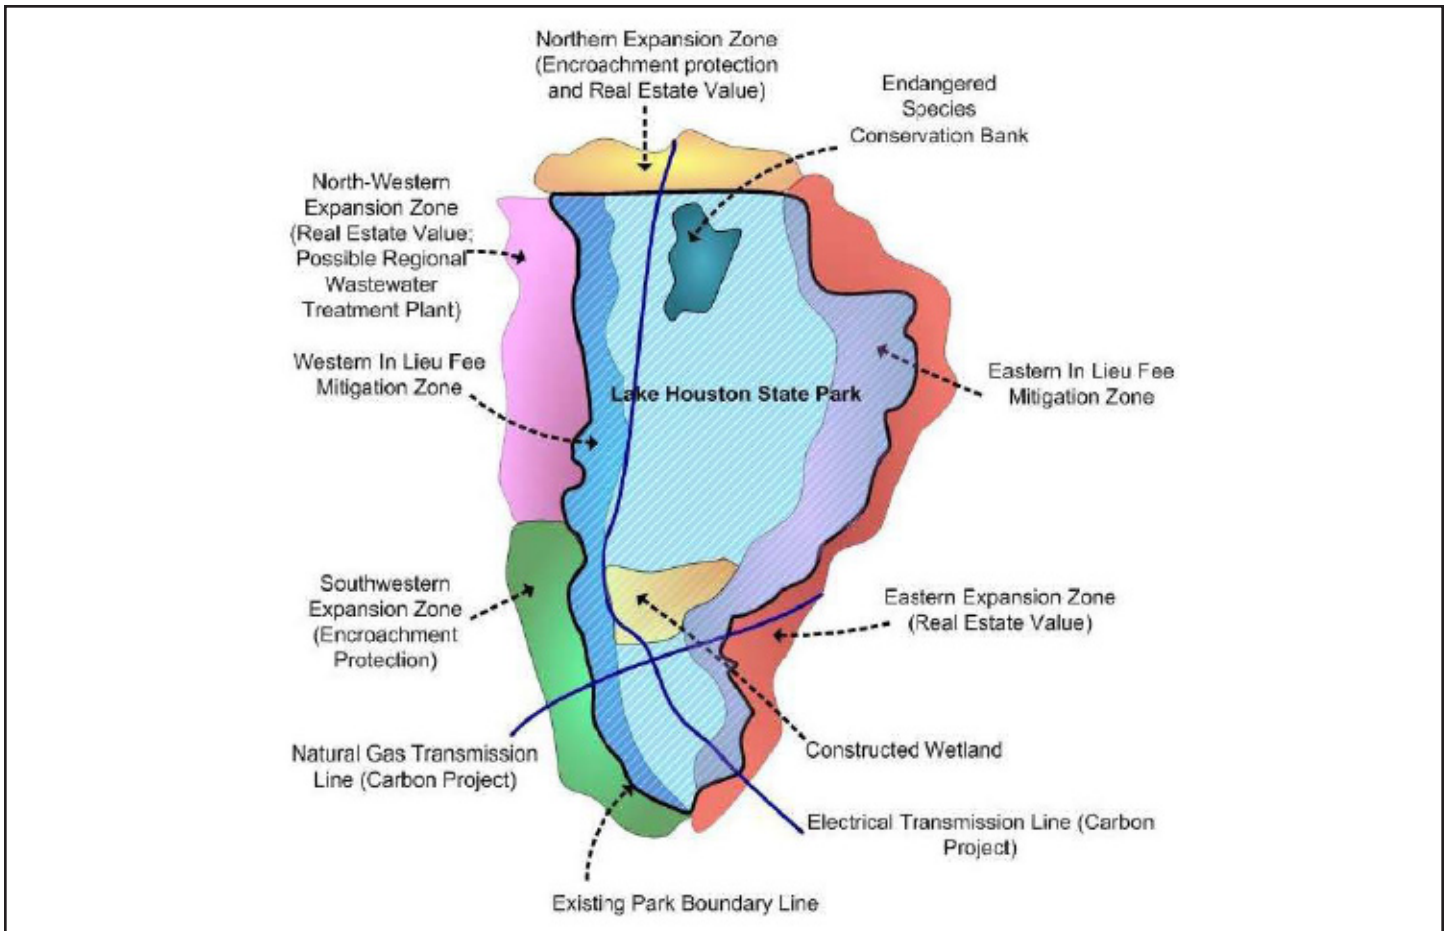 Northern Expansion Zone
(Encroachment protection
and Real Estate Value)
Endangered
Species
Conservation Bank
North-Western
Expansion Zone
(Real Estate Value;
Possible Regional
Wastewater
Treatment Plant)
Western In Lieu Fee
Mitigation Zone
Lake Houston State Park
Eastern In Lieu Fee
Mitigation Zone
Southwestern
Expansion Zone
(Encroachment
Protection)
Eastern Expansion Zone
(Real Estate Value)
Natural Gas Transmission
Line (Carbon Project)
Constructed Wetland
Electrical Transmission Line (Carbon
Project)
Existing Park Boundary Line